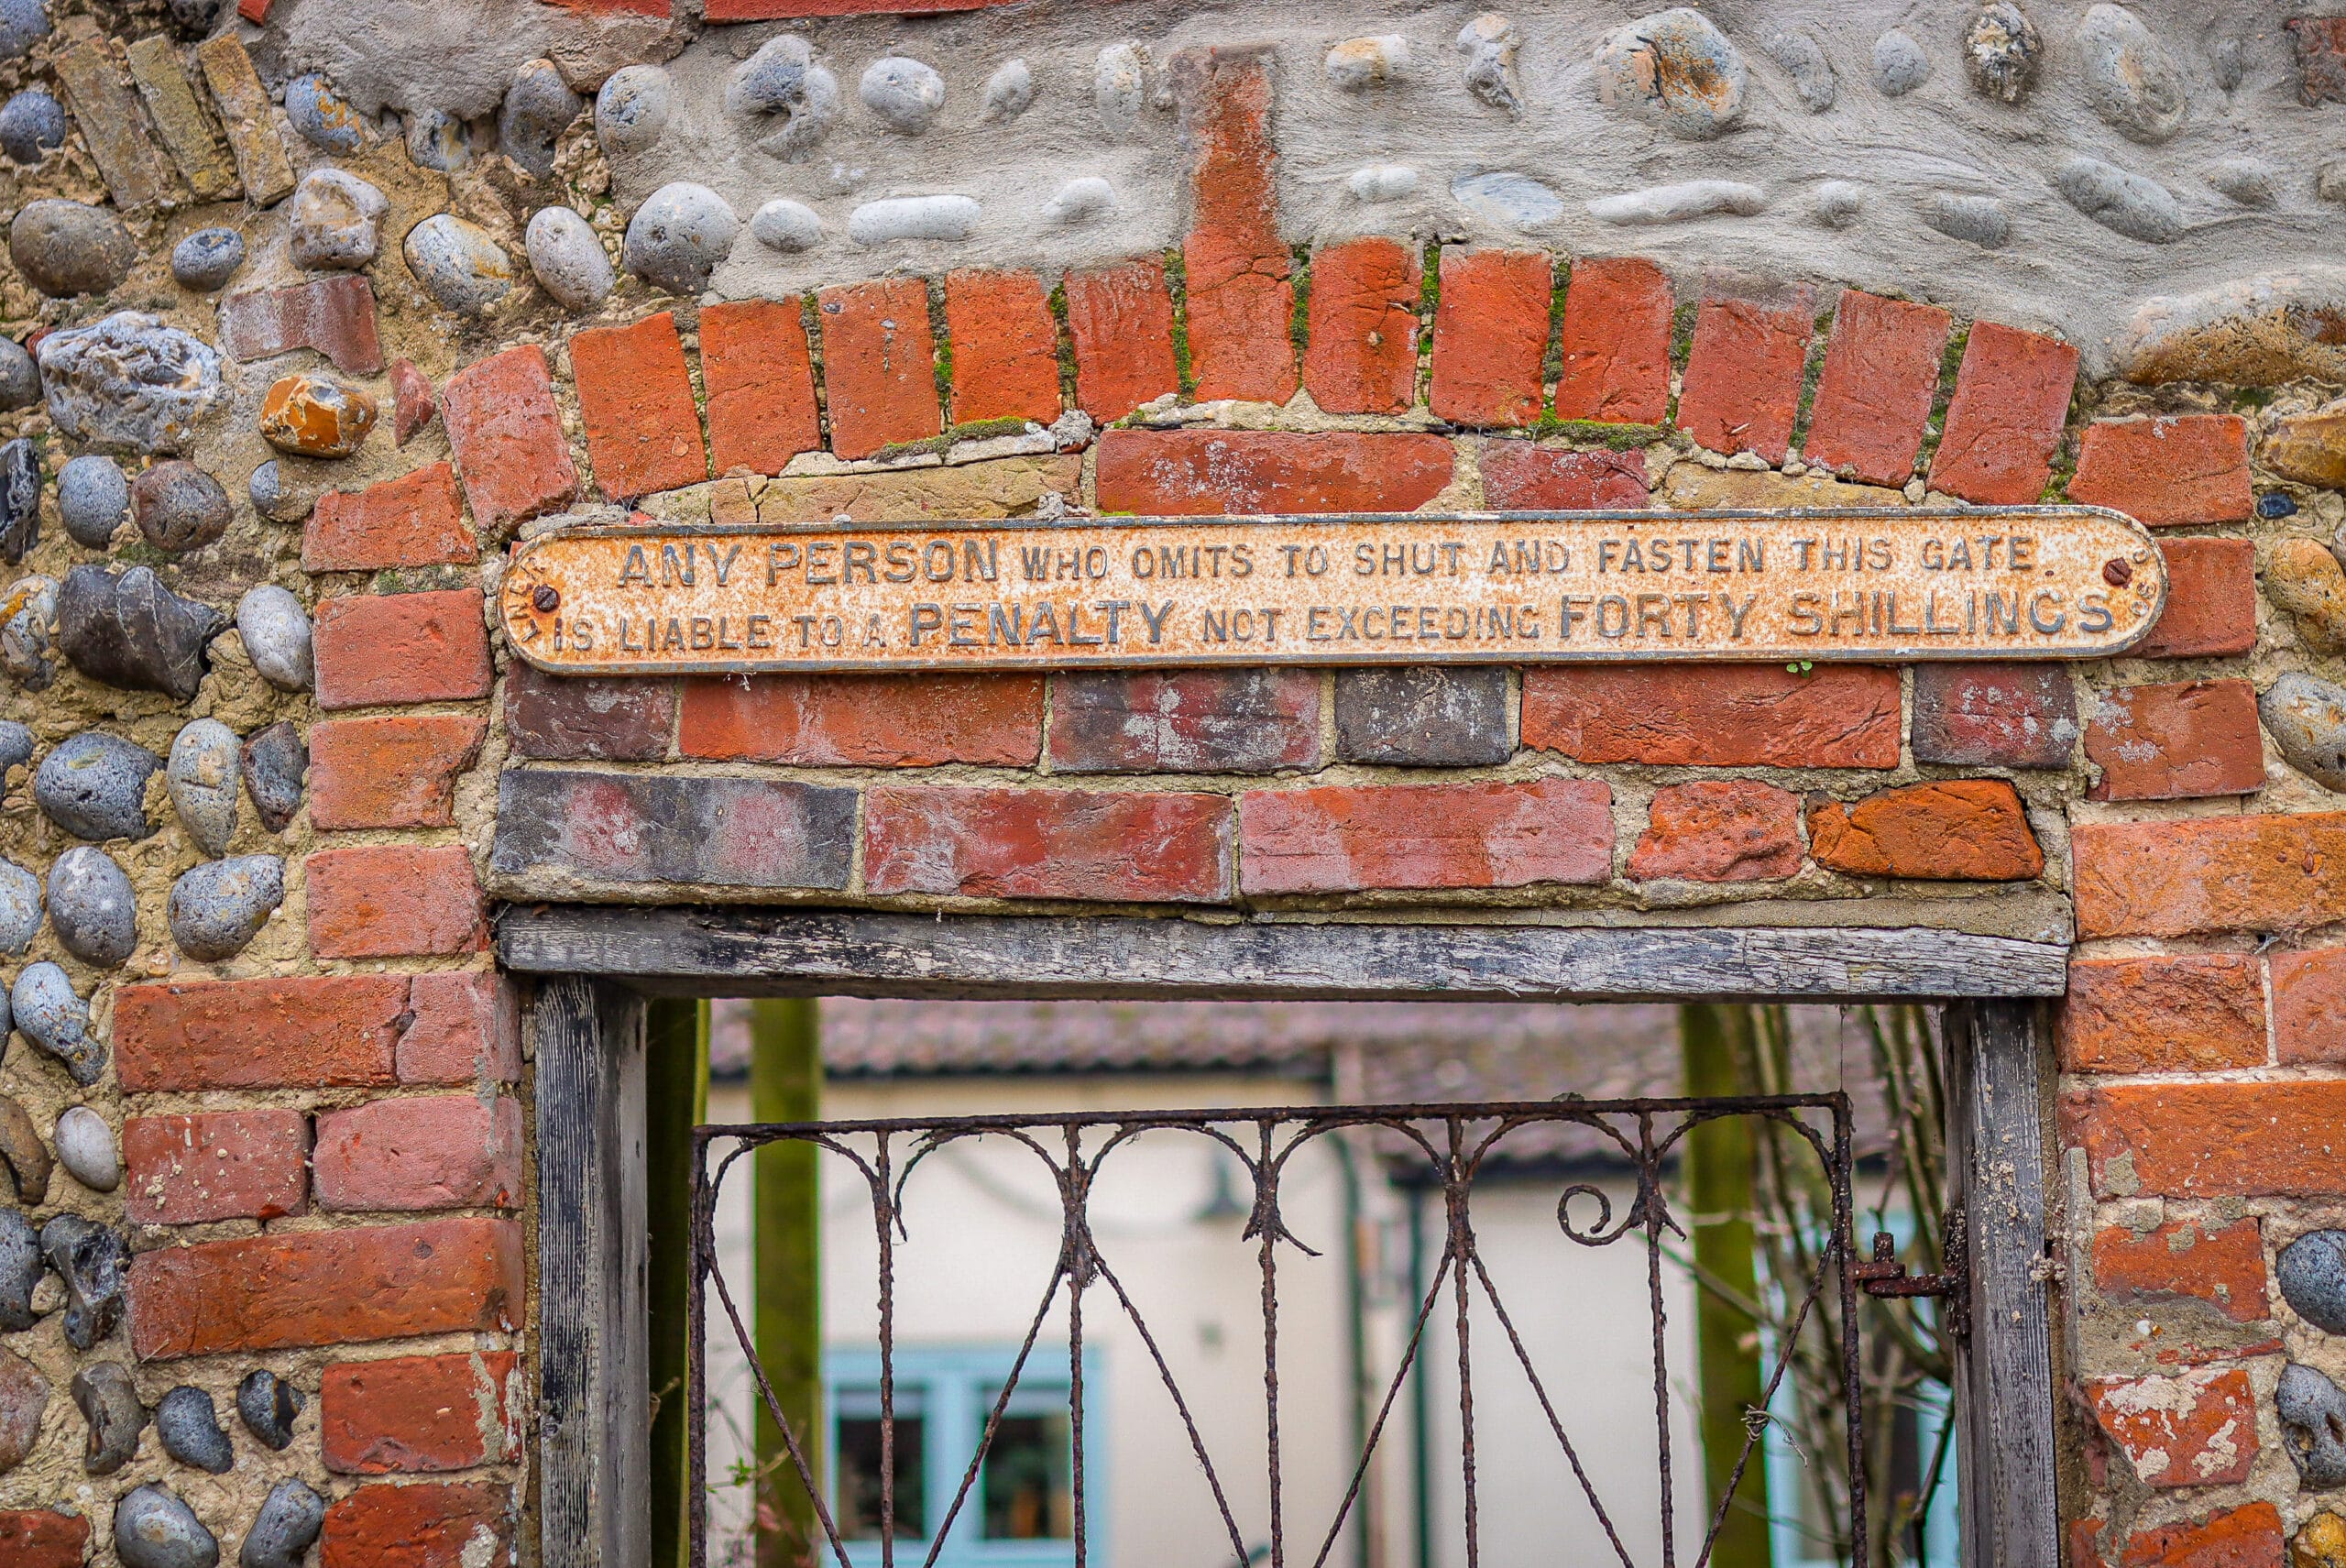 ANY PERSON WHO OMITS TO SHUT AND FASTEN THIS GATE.
IS LIABLE TO A PENALTY NOT EXCEEDING FORTY SHILLINGS